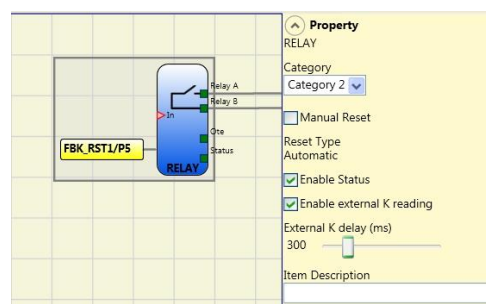 Relay A
Relay B
In
Ote
Status
FBK_RST1/P5
RELAY
Property
RELAY
Category
Category 2
Manual Reset
Reset Type
Automatic
Enable Status
Enable external K reading
External K delay (ms)
300
Item Description